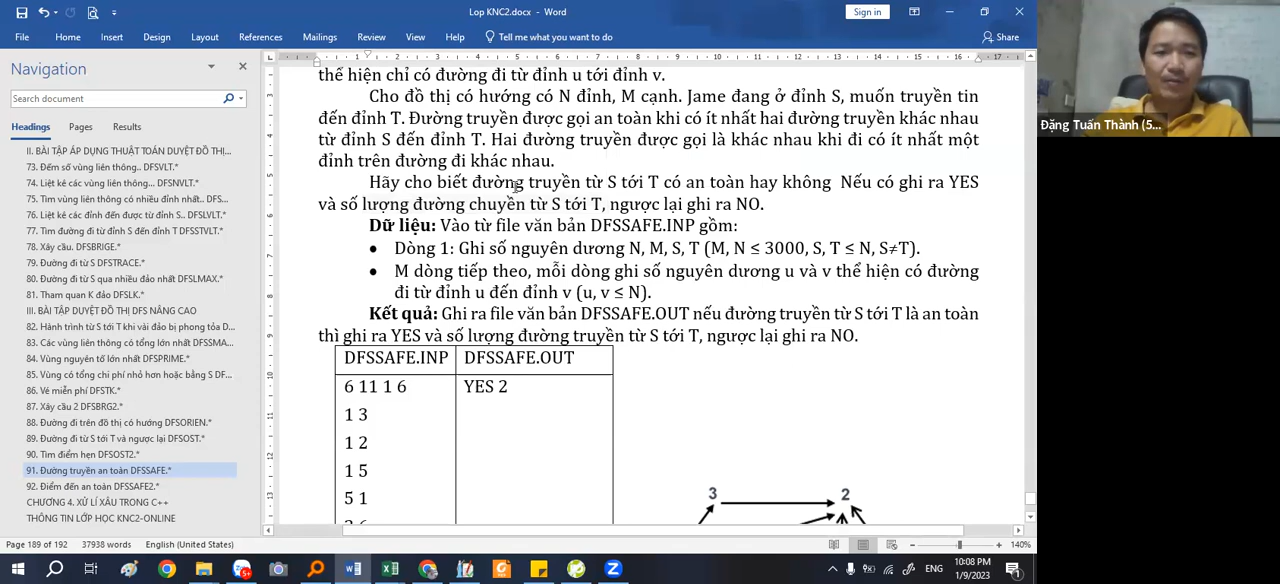 Lop KNC2.docx - Word
Sign in
File Home Insert Design Layout References Mailings Review View Help Tell me what you want to do Share
Navigation
Search document
Headings Pages Results
II. BÀI TẬP ÁP DỤNG THUẬT TOÁN DUYỆT ĐỒ THỊ...
73. Đếm số vùng liên thông.. DFSVLT.*
74. Liệt kê các vùng liên thông... DFSNVLT.*
75. Tìm vùng liên thông có nhiều đỉnh nhất.. DFS...
76. Liệt kê các đỉnh đến được từ đỉnh S.. DFSLVLT.*
77. Tìm đường đi từ đỉnh S đến đỉnh T DFSSTVLT.*
78. Xây cầu. DFSBRIGE.*
79. Đường đi từ S DFSTRACE.*
80. Đường đi từ S qua nhiều đảo nhất DFSLMAX.*
81. Tham quan K đảo DFSLK.*
III. BÀI TẬP DUYỆT ĐỒ THỊ DFS NÂNG CAO
82. Hành trình từ S tới T khi vài đảo bị phong tỏa D...
83. Các vùng liên thông có tổng lớn nhất DFSSMA...
84. Vùng nguyên tố lớn nhất DFSPRIME.*
85. Vùng có tổng chi phí nhỏ hơn hoặc bằng S DF...
86. Vé miễn phí DFSTK.*
87. Xây cầu 2 DFSBRG2.*
88. Đường đi trên đồ thị có hướng DFSORIEN.*
89. Đường đi từ S tới T và ngược lại DFSOST.*
90. Tìm điểm hẹn DFSOST2.*
91. Đường truyền an toàn DFSSAFE.*
92. Điểm đến an toàn DFSSAFE2.*
CHƯƠNG 4. XỬ LÍ XÂU TRONG C++
THÔNG TIN LỚP HỌC KNC2-ONLINE
thể hiện chỉ có đường đi từ đỉnh u tới đỉnh v.
Cho đồ thị có hướng có N đỉnh, M cạnh. Jame đang ở đỉnh S, muốn truyền tin
đến đỉnh T. Đường truyền được gọi an toàn khi có ít nhất hai đường truyền khác nhau
từ đỉnh S đến đỉnh T. Hai đường truyền được gọi là khác nhau khi đi có ít nhất một
đỉnh trên đường đi khác nhau.
Hãy cho biết đường truyền từ S tới T có an toàn hay không Nếu có ghi ra YES
và số lượng đường chuyền từ S tới T, ngược lại ghi ra NO.
Dữ liệu: Vào từ file văn bản DFSSAFE.INP gồm:
• Dòng 1: Ghi số nguyên dương N, M, S, T (M, N ≤ 3000, S, T ≤ N, S≠T).
• M dòng tiếp theo, mỗi dòng ghi số nguyên dương u và v thể hiện có đường
đi từ đỉnh u đến đỉnh v (u, v ≤ N).
Kết quả: Ghi ra file văn bản DFSSAFE.OUT nếu đường truyền từ S tới T là an toàn
thì ghi ra YES và số lượng đường truyền từ S tới T, ngược lại ghi ra NO.
DFSSAFE.INP DFSSAFE.OUT
6 11 1 6 YES 2
1 3
1 2
1 5
5 1
3 2
Đặng Tuấn Thành (5...
Page 189 of 192 37938 words English (United States) 140%
ENG 10:08 PM
1/9/2023